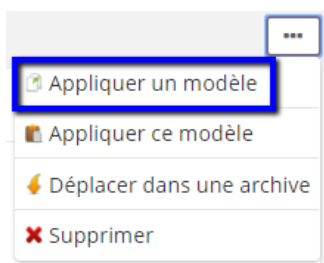 Appliquer un modèle
Appliquer ce modèle
Déplacer dans une archive
Supprimer